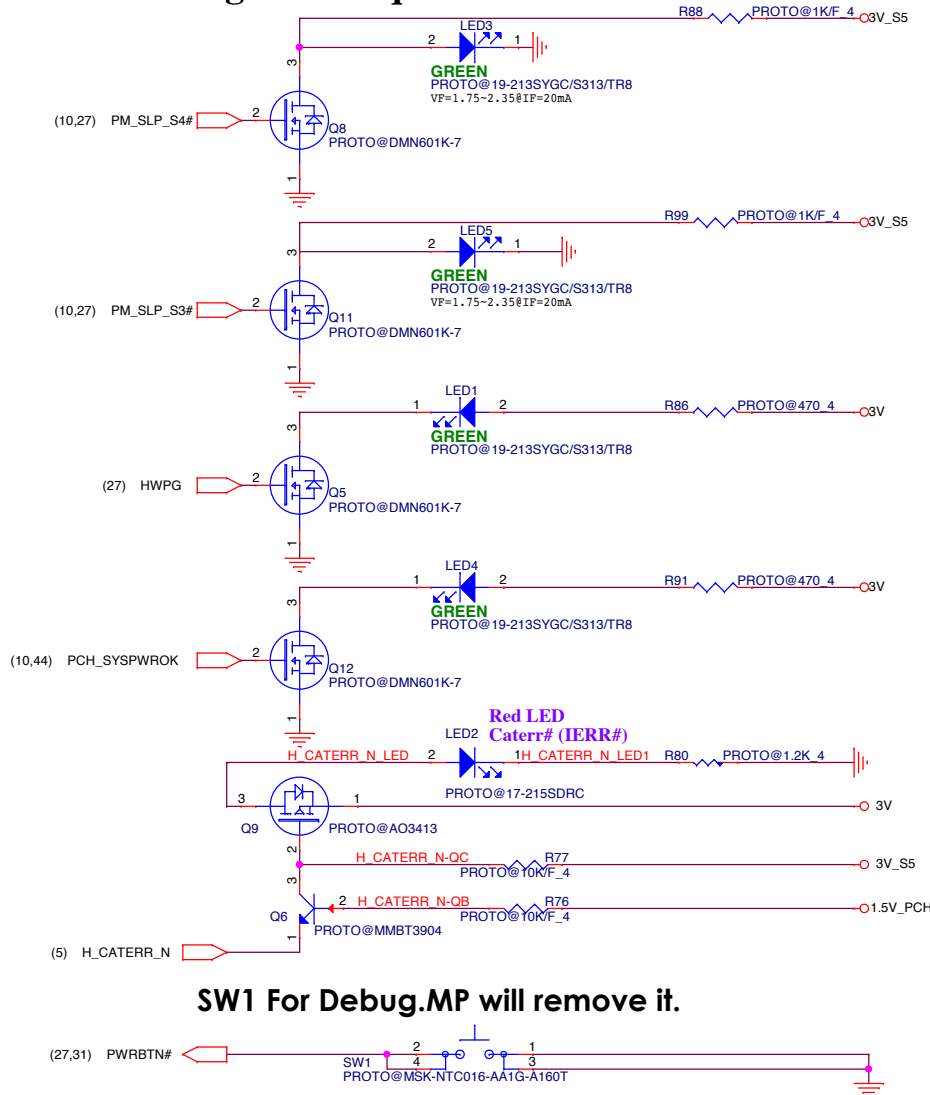 R88 PROTO@1K/F_4 3V_S5
LED3
2 1
GREEN
PROTO@19-213SYGC/S313/TR8
VF=1.75~2.35@IF=20mA
3
(10,27) PM_SLP_S4# 2
Q8
PROTO@DMN601K-7
1
R99 PROTO@1K/F_4 3V_S5
LED5
2 1
GREEN
PROTO@19-213SYGC/S313/TR8
VF=1.75~2.35@IF=20mA
3
(10,27) PM_SLP_S3# 2
Q11
PROTO@DMN601K-7
1
LED1
1 2 R86 PROTO@470_4 3V
GREEN
PROTO@19-213SYGC/S313/TR8
3
(27) HWPG 2
Q5
PROTO@DMN601K-7
1
LED4
1 2 R91 PROTO@470_4 3V
GREEN
PROTO@19-213SYGC/S313/TR8
3
(10,44) PCH_SYSPWROK 2
Q12
PROTO@DMN601K-7
1
Red LED
Caterr# (IERR#)
LED2
H_CATERR_N_LED 2 1 H_CATERR_N_LED1 R80 PROTO@1.2K_4
PROTO@17-215SDRC
3 1 3V
Q9 PROTO@AO3413
2
H_CATERR_N-QC R77 3V_S5
PROTO@10K/F_4
3
2 H_CATERR_N-QB R76 1.5V_PCH
PROTO@10K/F_4
Q6
PROTO@MMBT3904
1
(5) H_CATERR_N
SW1 For Debug.MP will remove it.
(27,31) PWRBTN# 2 1
4 3
SW1
PROTO@MSK-NTC016-AA1G-A160T